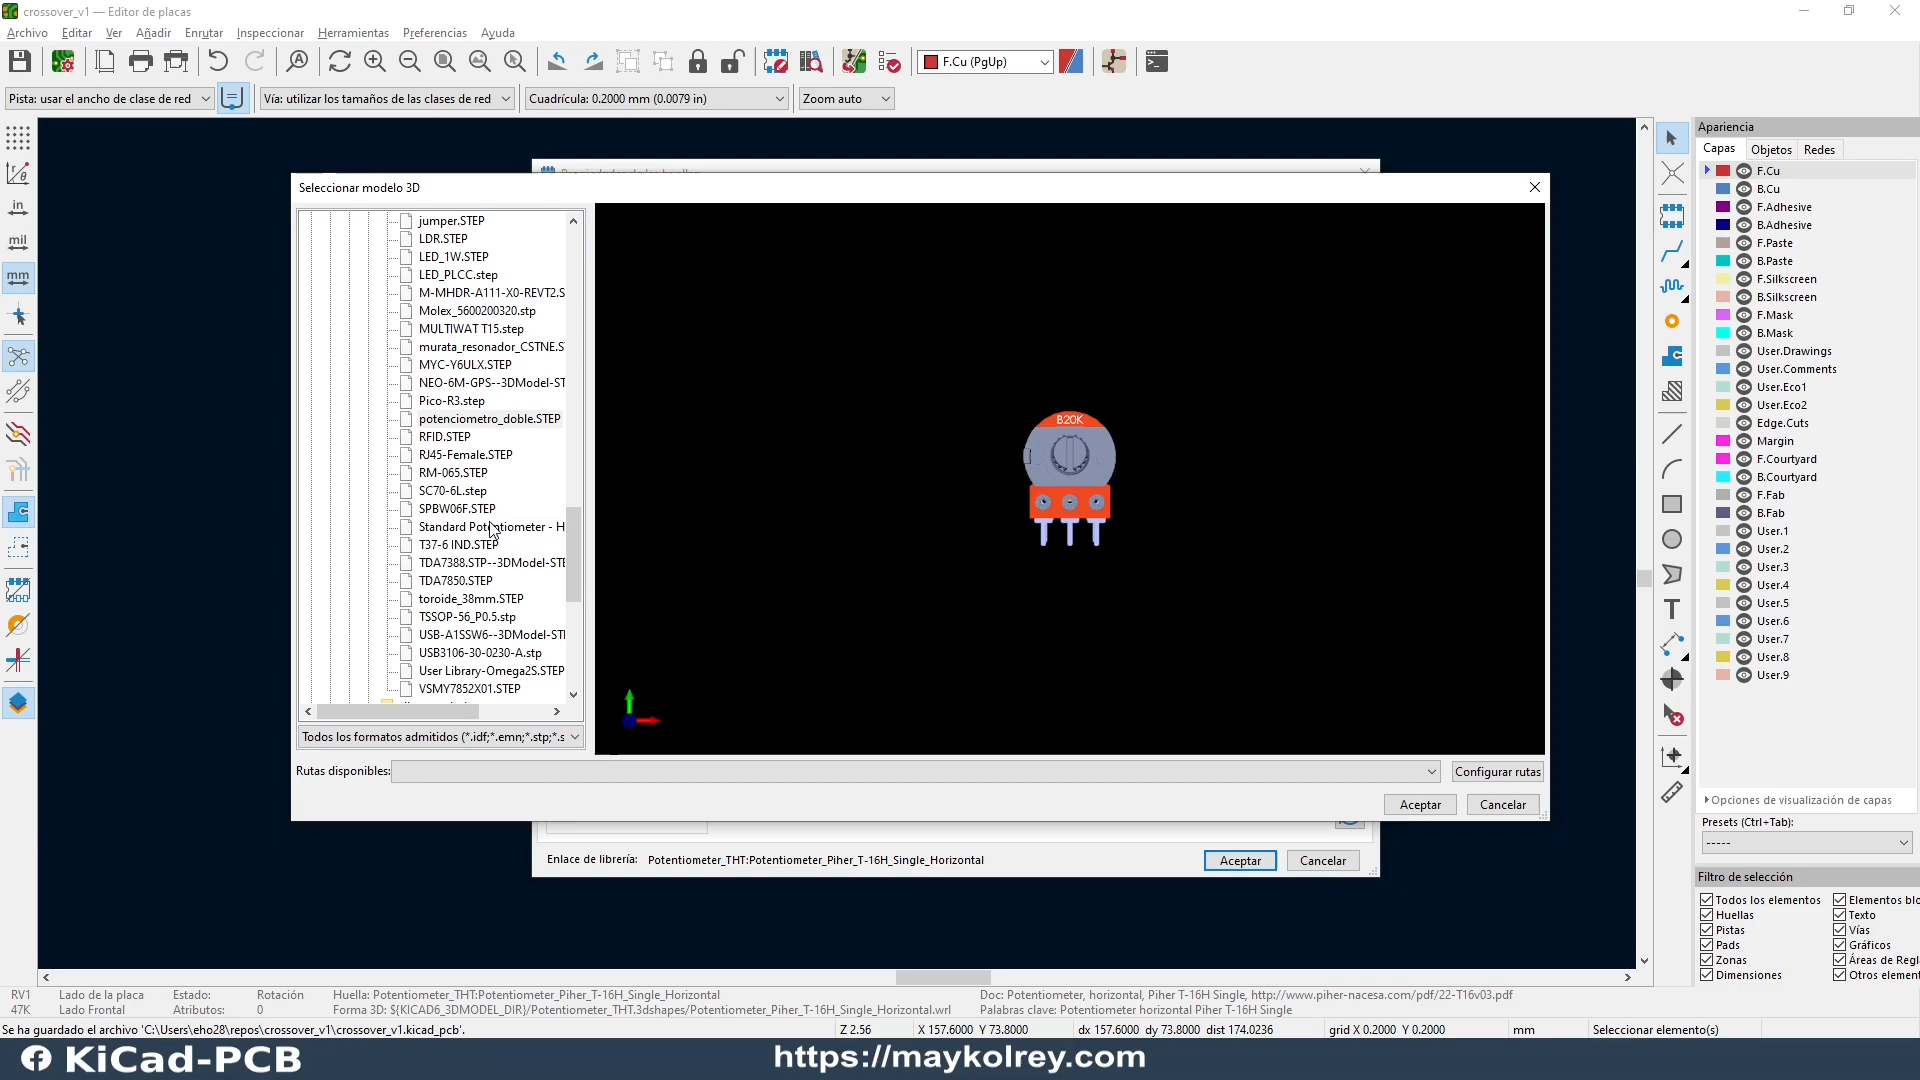 crossover_v1 — Editor de placas
Archivo Editar Ver Añadir Enrutar Inspeccionar Herramientas Preferencias Ayuda
F.Cu (PgUp)
Pista: usar el ancho de clase de red
Vía: utilizar los tamaños de las clases de red
Cuadrícula: 0.2000 mm (0.0079 in)
Zoom auto
in
mil
mm
Seleccionar modelo 3D
jumper.STEP
LDR.STEP
LED_1W.STEP
LED_PLCC.step
M-MHDR-A111-X0-REVT2.S
Molex_5600200320.stp
MULTIWAT T15.step
murata_resonador_CSTNE.S
MYC-Y6ULX.STEP
NEO-6M-GPS--3DModel-ST
Pico-R3.step
potenciometro_doble.STEP
RFID.STEP
RJ45-Female.STEP
RM-065.STEP
SC70-6L.step
SPBW06F.STEP
Standard Potentiometer - H
T37-6 IND.STEP
TDA7388.STP--3DModel-STE
TDA7850.STEP
toroide_38mm.STEP
TSSOP-56_P0.5.stp
USB-A1SSW6--3DModel-STI
USB3106-30-0230-A.stp
User Library-Omega2S.STEP
VSMY7852X01.STEP
B20K
Todos los formatos admitidos (*.idf;*.emn;*.stp;*.s
Rutas disponibles:
Configurar rutas
Aceptar
Cancelar
Enlace de librería: Potentiometer_THT:Potentiometer_Piher_T-16H_Single_Horizontal
Aceptar
Cancelar
Apariencia
Capas Objetos Redes
F.Cu
B.Cu
F.Adhesive
B.Adhesive
F.Paste
B.Paste
F.Silkscreen
B.Silkscreen
F.Mask
B.Mask
User.Drawings
User.Comments
User.Eco1
User.Eco2
Edge.Cuts
Margin
F.Courtyard
B.Courtyard
F.Fab
B.Fab
User.1
User.2
User.3
User.4
User.5
User.6
User.7
User.8
User.9
Opciones de visualización de capas
Presets (Ctrl+Tab):
-----
Filtro de selección
Todos los elementos Elementos blo
Huellas Texto
Pistas Vías
Pads Gráficos
Zonas Áreas de Regl
Dimensiones Otros element
RV1 Lado de la placa Estado: Rotación Huella: Potentiometer_THT:Potentiometer_Piher_T-16H_Single_Horizontal Doc: Potentiometer, horizontal, Piher T-16H Single, http://www.piher-nacesa.com/pdf/22-T16v03.pdf
47K Lado Frontal Atributos: 0 Forma 3D: ${KICAD6_3DMODEL_DIR}/Potentiometer_THT.3dshapes/Potentiometer_Piher_T-16H_Single_Horizontal.wrl Palabras clave: Potentiometer horizontal Piher T-16H Single
Se ha guardado el archivo 'C:\Users\eho28\repos\crossover_v1\crossover_v1.kicad_pcb'. Z 2.56 X 157.6000 Y 73.8000 dx 157.6000 dy 73.8000 dist 174.0236 grid X 0.2000 Y 0.2000 mm Seleccionar elemento(s)
KiCad-PCB https://maykolrey.com